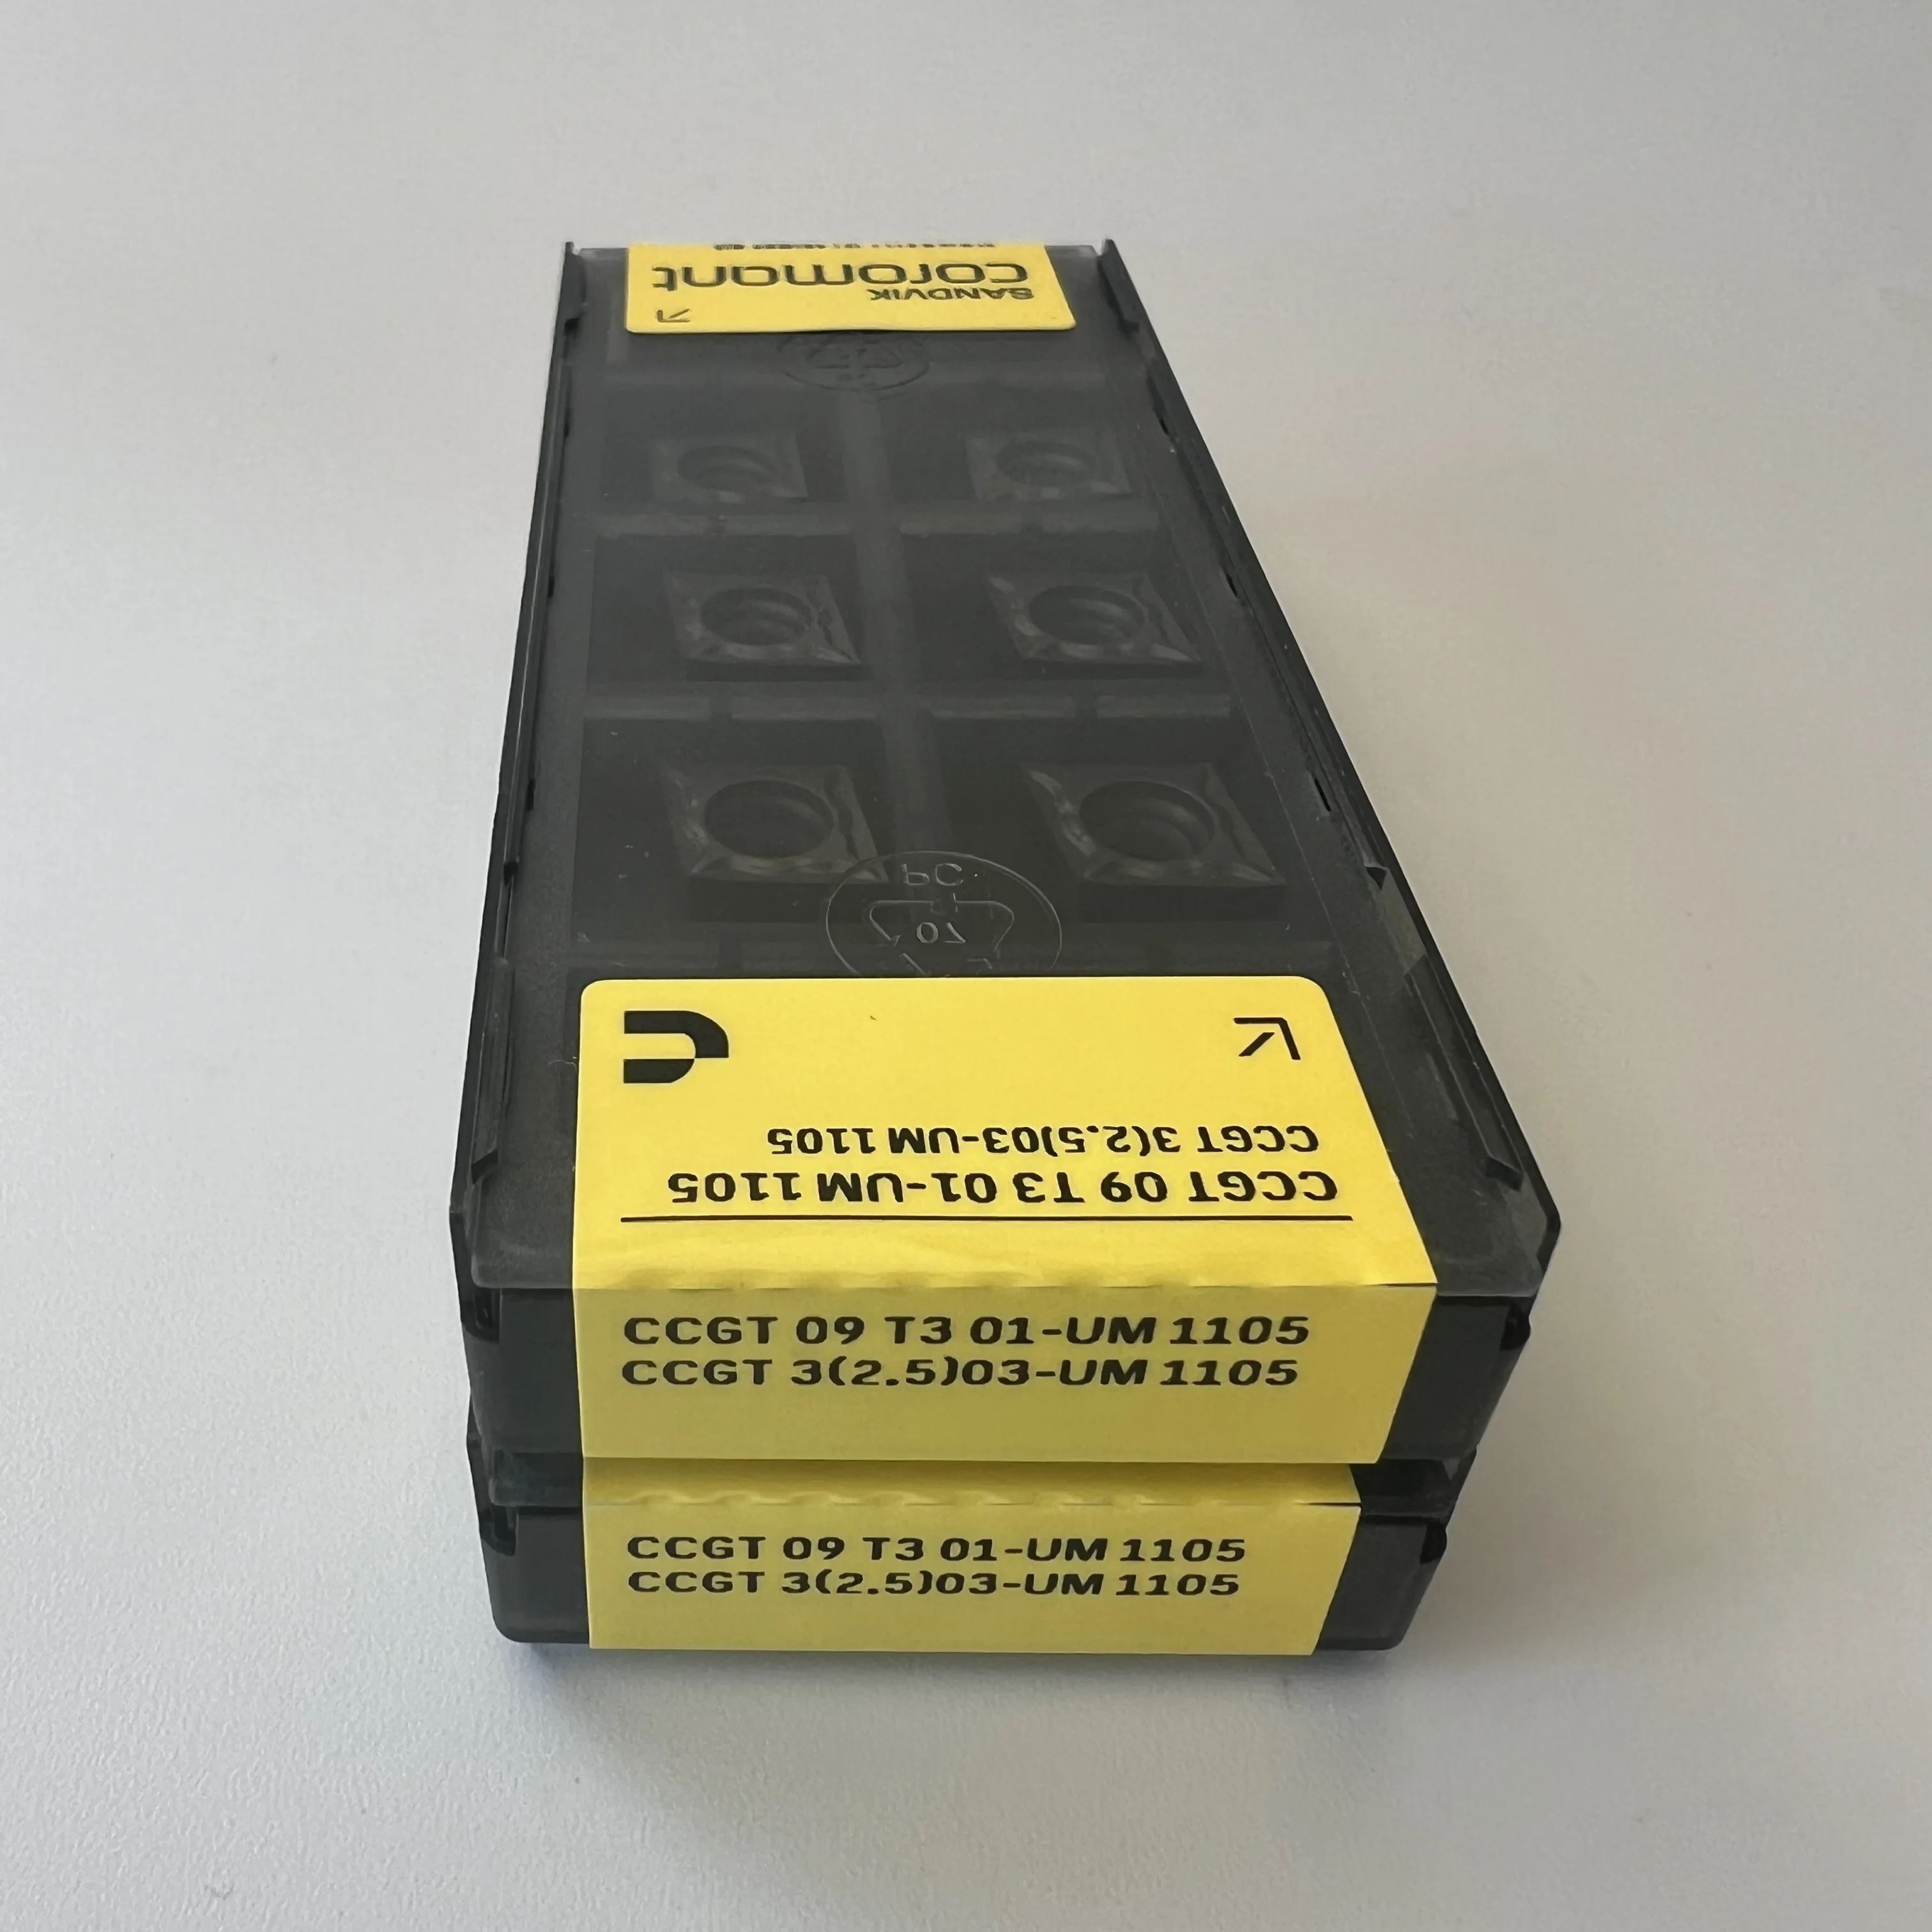 SANDVIK
coromant
PC
07
CCGT 3(2.5)03-UM 1105
CCGT 09 T3 01-UM 1105
CCGT 09 T3 01-UM 1105
CCGT 3(2.5)03-UM 1105
CCGT 09 T3 01-UM 1105
CCGT 3(2.5)03-UM 1105